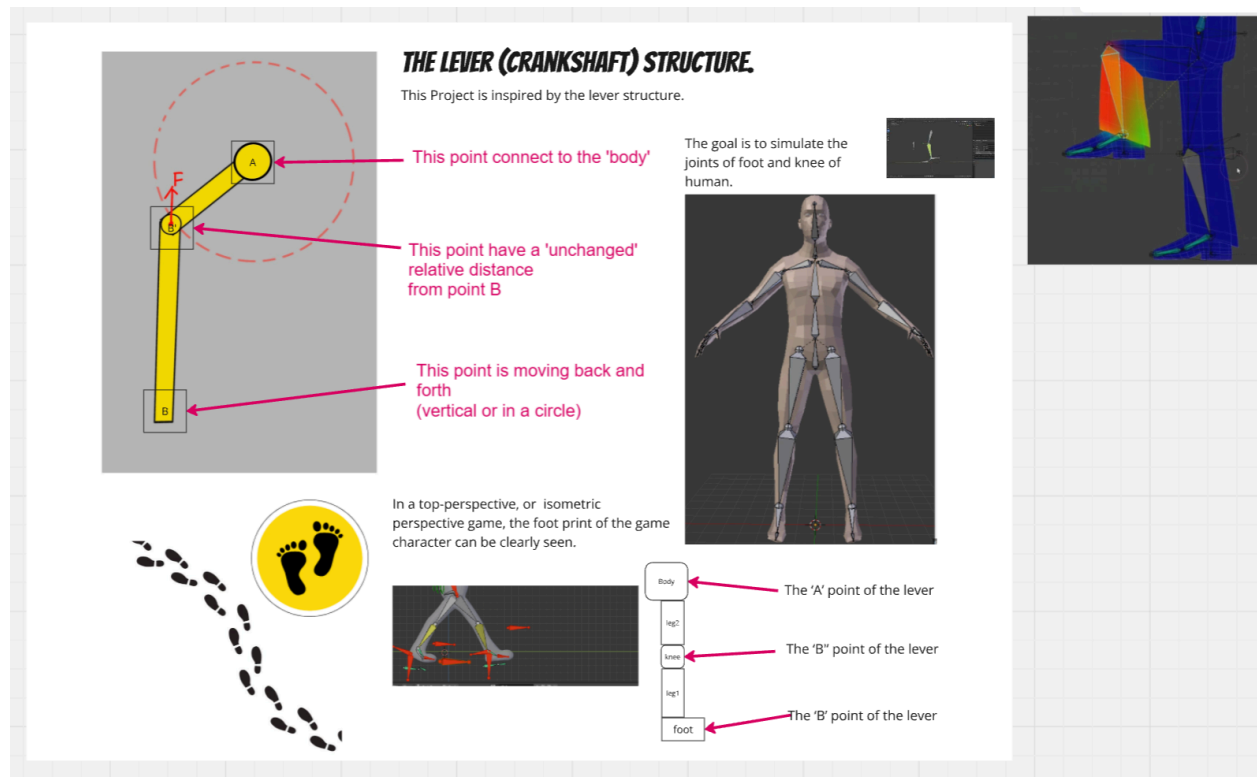 THE LEVER (CRANKSHAFT) STRUCTURE.
This Project is inspired by the lever structure.
A
This point connect to the 'body'
F
B'
This point have a 'unchanged'
relative distance
from point B
This point is moving back and
forth
(vertical or in a circle)
B
The goal is to simulate the
joints of foot and knee of
human.
In a top-perspective, or isometric
perspective game, the foot print of the game
character can be clearly seen.
Body
The ‘A’ point of the lever
leg2
knee
The ‘B'’ point of the lever
leg1
The ‘B’ point of the lever
foot